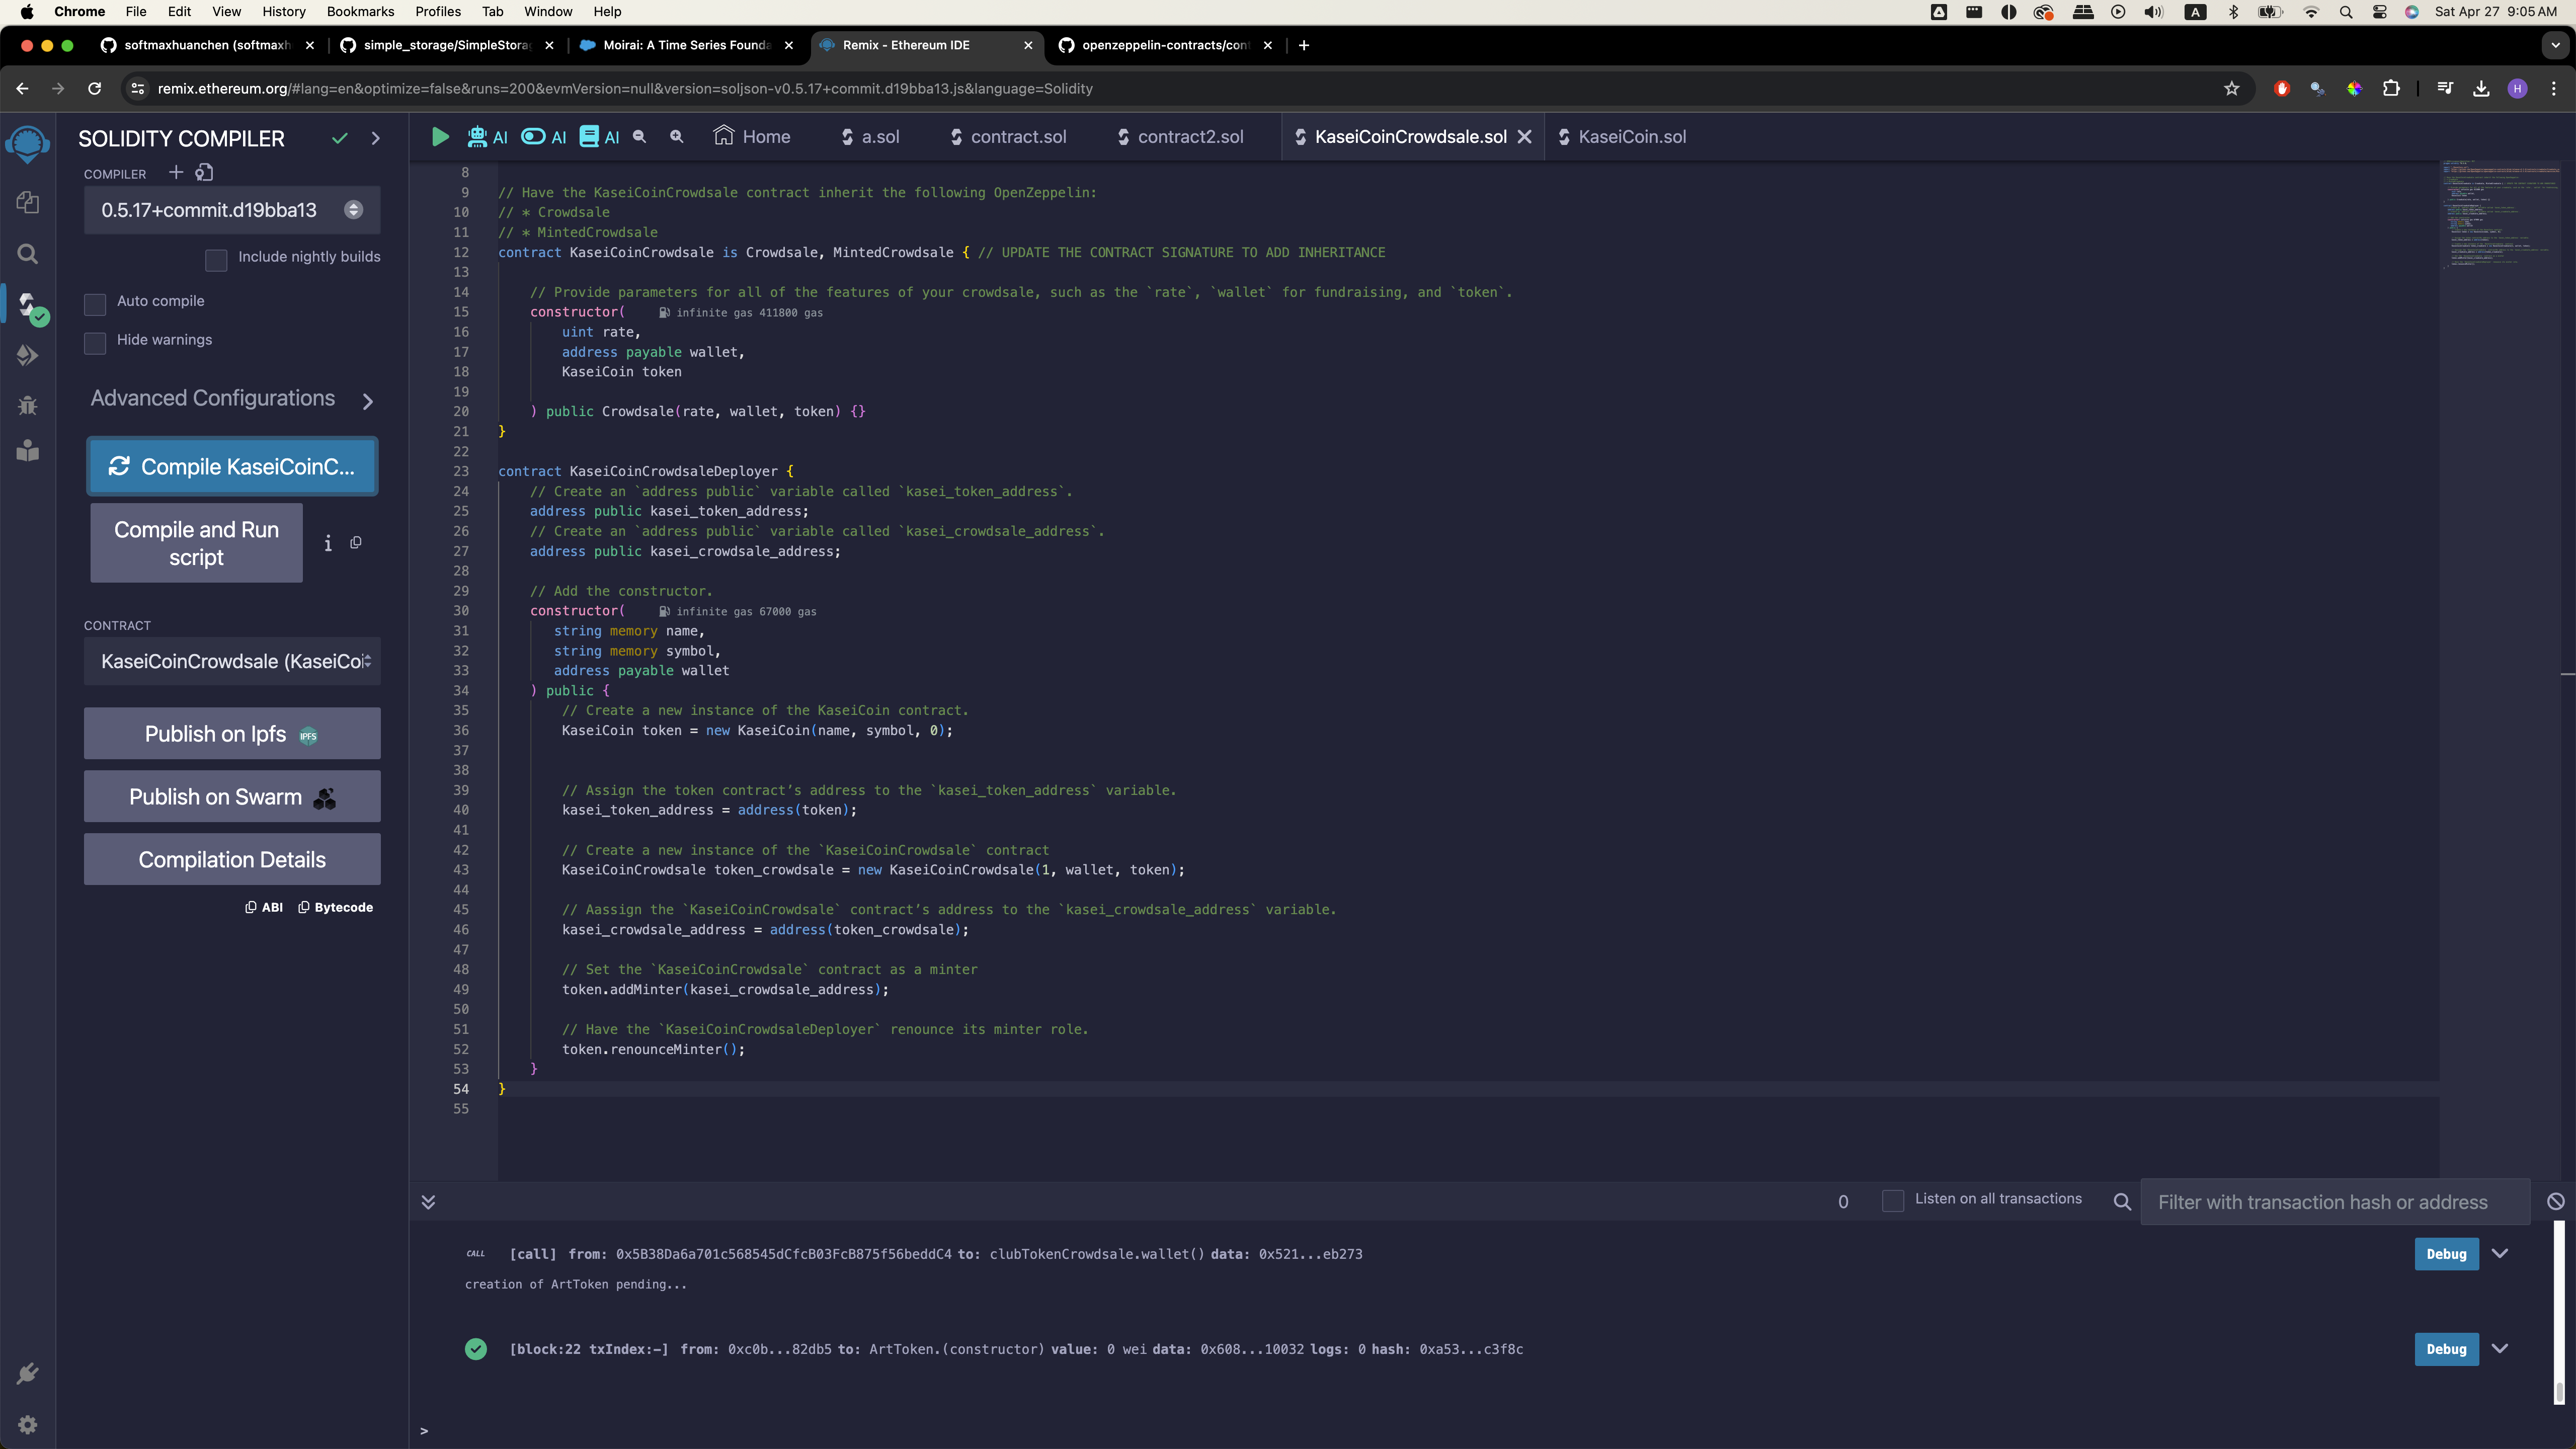 Chrome File Edit View History Bookmarks Profiles Tab Window Help
A Sat Apr 27 9:05 AM
softmaxhuanchen (softmaxh
simple_storage/SimpleStora
Moirai: A Time Series Founda
Remix - Ethereum IDE
openzeppelin-contracts/con
remix.ethereum.org/#lang=en&optimize=false&runs=200&evmVersion=null&version=soljson-v0.5.17+commit.d19bba13.js&language=Solidity
H
SOLIDITY COMPILER
COMPILER
0.5.17+commit.d19bba13
Include nightly builds
Auto compile
Hide warnings
Advanced Configurations
Compile KaseiCoinC...
Compile and Run
script
CONTRACT
KaseiCoinCrowdsale (KaseiCoi
Publish on Ipfs IPFS
Publish on Swarm
Compilation Details
ABI Bytecode
AI AI AI Home a.sol contract.sol contract2.sol KaseiCoinCrowdsale.sol KaseiCoin.sol
8
9 // Have the KaseiCoinCrowdsale contract inherit the following OpenZeppelin:
10 // * Crowdsale
11 // * MintedCrowdsale
12 contract KaseiCoinCrowdsale is Crowdsale, MintedCrowdsale { // UPDATE THE CONTRACT SIGNATURE TO ADD INHERITANCE
13
14 // Provide parameters for all of the features of your crowdsale, such as the `rate`, `wallet` for fundraising, and `token`.
15 constructor( infinite gas 411800 gas
16 uint rate,
17 address payable wallet,
18 KaseiCoin token
19
20 ) public Crowdsale(rate, wallet, token) {}
21 }
22
23 contract KaseiCoinCrowdsaleDeployer {
24 // Create an `address public` variable called `kasei_token_address`.
25 address public kasei_token_address;
26 // Create an `address public` variable called `kasei_crowdsale_address`.
27 address public kasei_crowdsale_address;
28
29 // Add the constructor.
30 constructor( infinite gas 67000 gas
31 string memory name,
32 string memory symbol,
33 address payable wallet
34 ) public {
35 // Create a new instance of the KaseiCoin contract.
36 KaseiCoin token = new KaseiCoin(name, symbol, 0);
37
38
39 // Assign the token contract’s address to the `kasei_token_address` variable.
40 kasei_token_address = address(token);
41
42 // Create a new instance of the `KaseiCoinCrowdsale` contract
43 KaseiCoinCrowdsale token_crowdsale = new KaseiCoinCrowdsale(1, wallet, token);
44
45 // Aassign the `KaseiCoinCrowdsale` contract’s address to the `kasei_crowdsale_address` variable.
46 kasei_crowdsale_address = address(token_crowdsale);
47
48 // Set the `KaseiCoinCrowdsale` contract as a minter
49 token.addMinter(kasei_crowdsale_address);
50
51 // Have the `KaseiCoinCrowdsaleDeployer` renounce its minter role.
52 token.renounceMinter();
53 }
54 }
55
0 Listen on all transactions Filter with transaction hash or address
CALL [call] from: 0x5B38Da6a701c568545dCfcB03FcB875f56beddC4 to: clubTokenCrowdsale.wallet() data: 0x521...eb273 Debug
creation of ArtToken pending...
[block:22 txIndex:-] from: 0xc0b...82db5 to: ArtToken.(constructor) value: 0 wei data: 0x608...10032 logs: 0 hash: 0xa53...c3f8c Debug
>